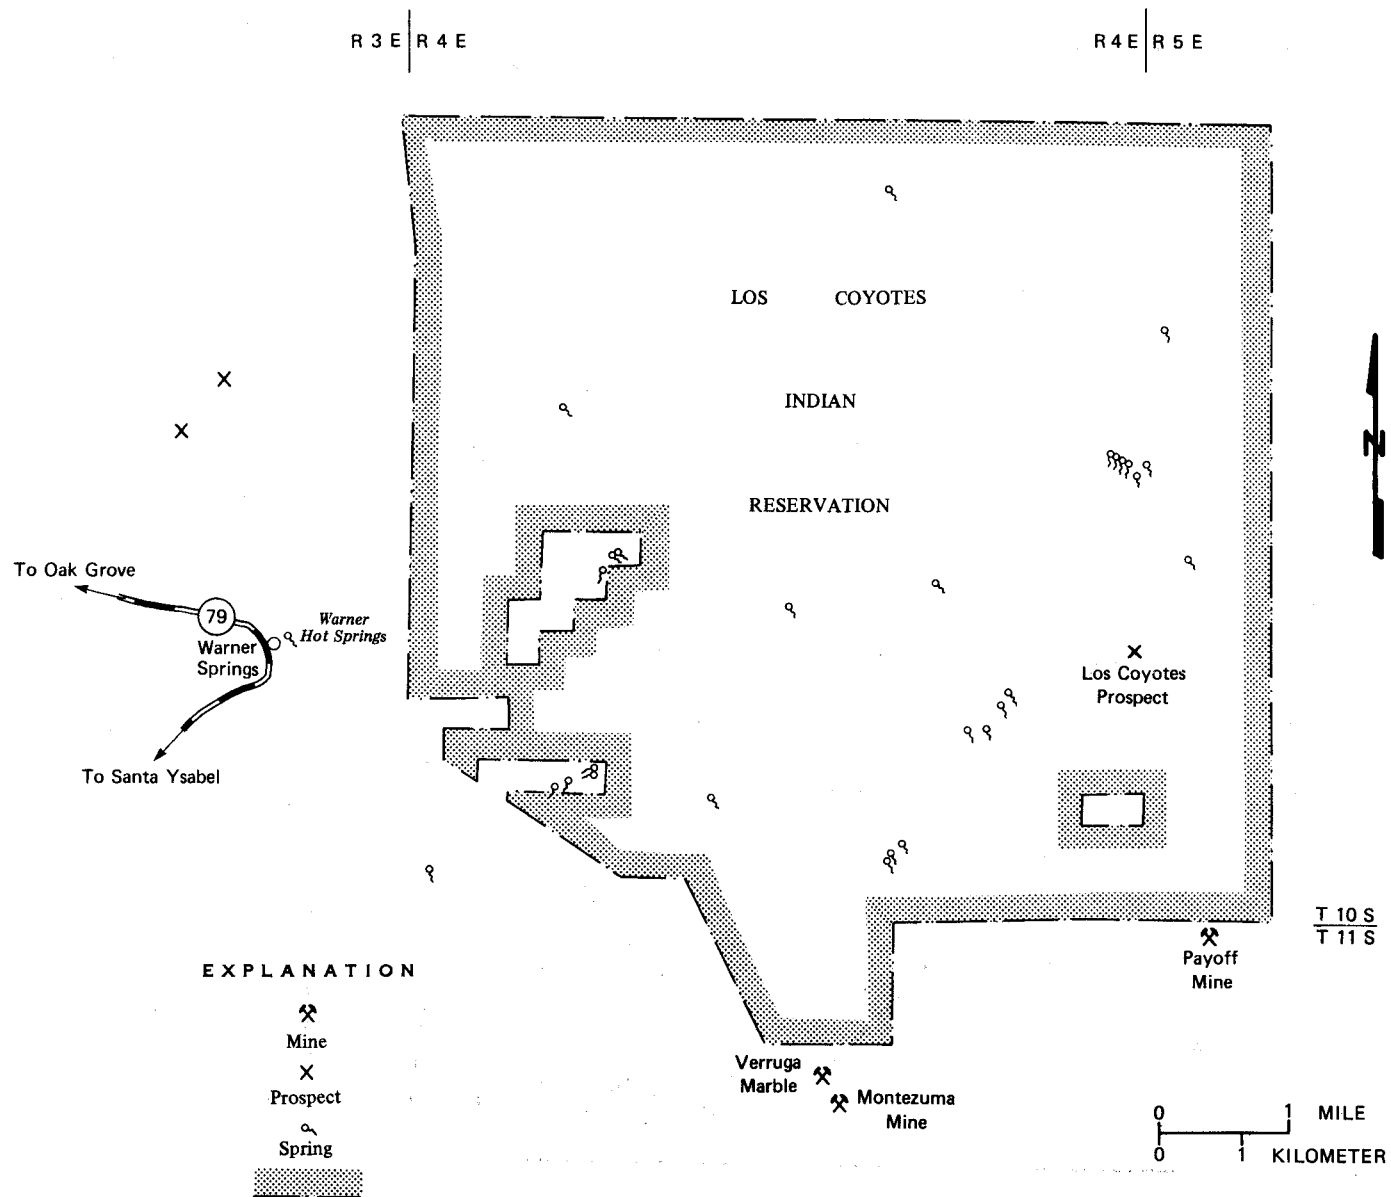 R 3 E R 4 E
R 4 E R 5 E
LOS COYOTES
INDIAN
RESERVATION
N
To Oak Grove
79
Warner
Springs
Warner
Hot Springs
To Santa Ysabel
Los Coyotes
Prospect
T 10 S
T 11 S
Payoff
Mine
EXPLANATION
Mine
Prospect
Spring
Verruga
Marble
Montezuma
Mine
0 1 MILE
0 1 KILOMETER